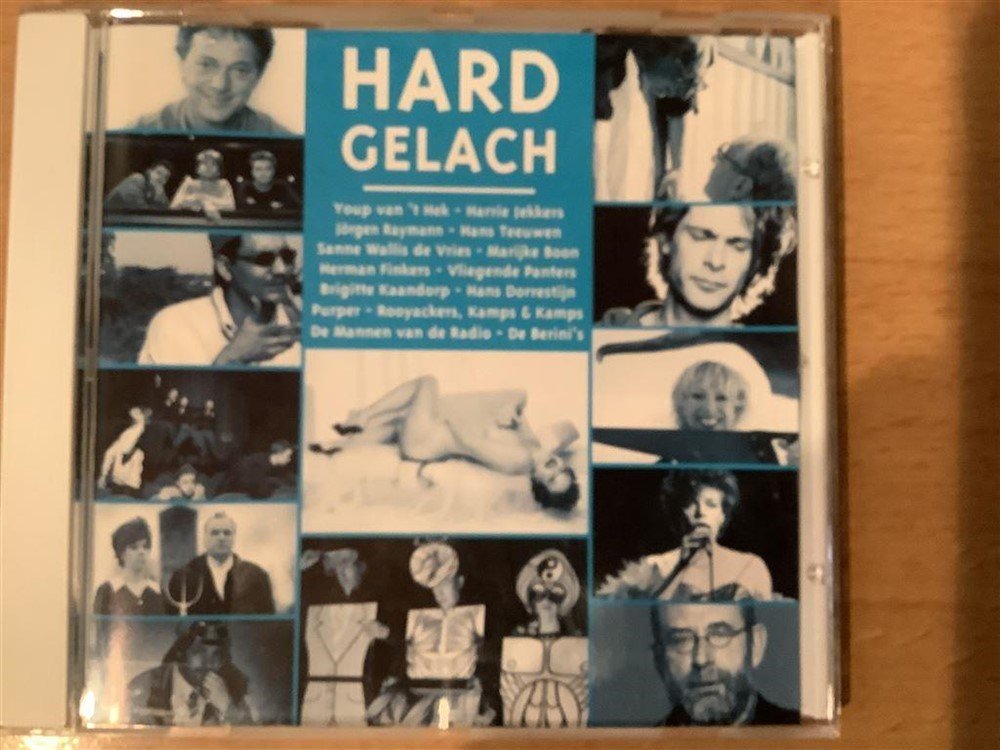 HARD
GELACH
Youp van 't Hek - Harrie Jekkers
Jörgen Raymann - Hans Teeuwen
Sanne Wallis de Vries - Marijke Boon
Herman Finkers - Vliegende Panters
Brigitte Kaandorp - Hans Dorrestijn
Purper - Rooyackers, Kamps & Kamps
De Mannen van de Radio - De Berini's